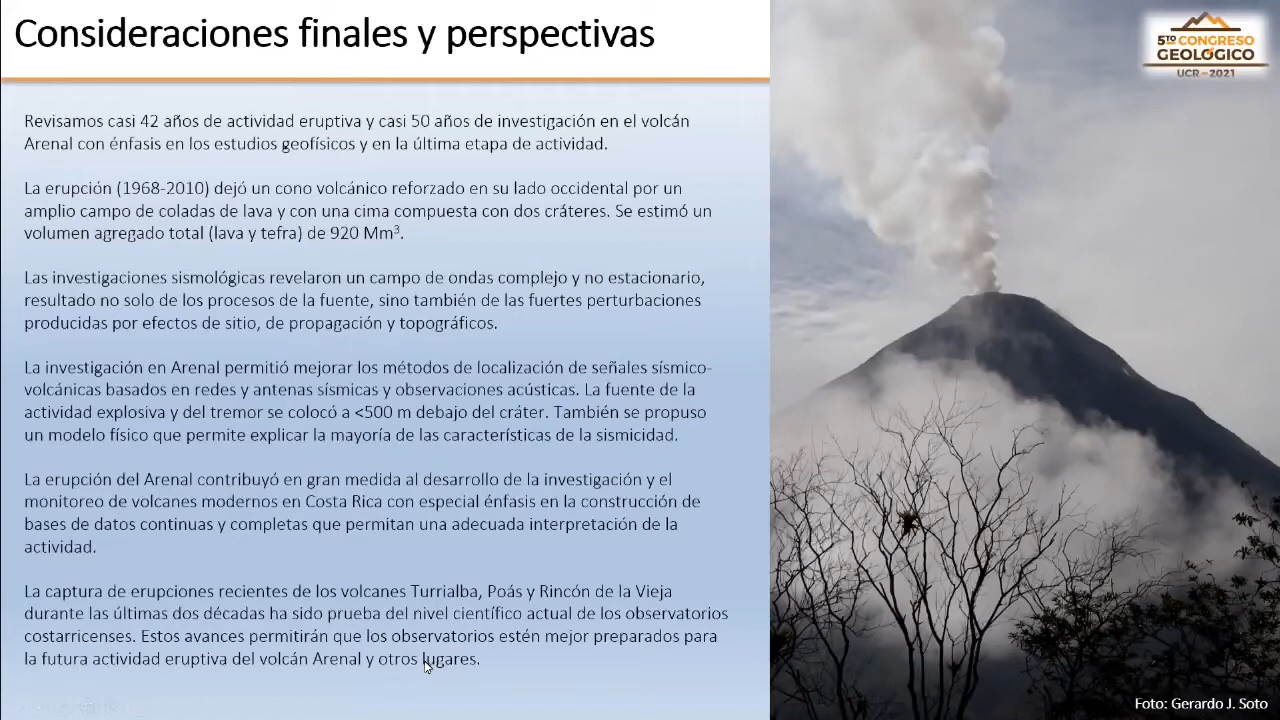 Consideraciones finales y perspectivas
5TO CONGRESO
GEOLÓGICO
UCR - 2021
Revisamos casi 42 años de actividad eruptiva y casi 50 años de investigación en el volcán
Arenal con énfasis en los estudios geofísicos y en la última etapa de actividad.
La erupción (1968-2010) dejó un cono volcánico reforzado en su lado occidental por un
amplio campo de coladas de lava y con una cima compuesta con dos cráteres. Se estimó un
volumen agregado total (lava y tefra) de 920 Mm³.
Las investigaciones sismológicas revelaron un campo de ondas complejo y no estacionario,
resultado no solo de los procesos de la fuente, sino también de las fuertes perturbaciones
producidas por efectos de sitio, de propagación y topográficos.
La investigación en Arenal permitió mejorar los métodos de localización de señales sísmico-
volcánicas basados en redes y antenas sísmicas y observaciones acústicas. La fuente de la
actividad explosiva y del tremor se colocó a <500 m debajo del cráter. También se propuso
un modelo físico que permite explicar la mayoría de las características de la sismicidad.
La erupción del Arenal contribuyó en gran medida al desarrollo de la investigación y el
monitoreo de volcanes modernos en Costa Rica con especial énfasis en la construcción de
bases de datos continuas y completas que permitan una adecuada interpretación de la
actividad.
La captura de erupciones recientes de los volcanes Turrialba, Poás y Rincón de la Vieja
durante las últimas dos décadas ha sido prueba del nivel científico actual de los observatorios
costarricenses. Estos avances permitirán que los observatorios estén mejor preparados para
la futura actividad eruptiva del volcán Arenal y otros lugares.
Foto: Gerardo J. Soto